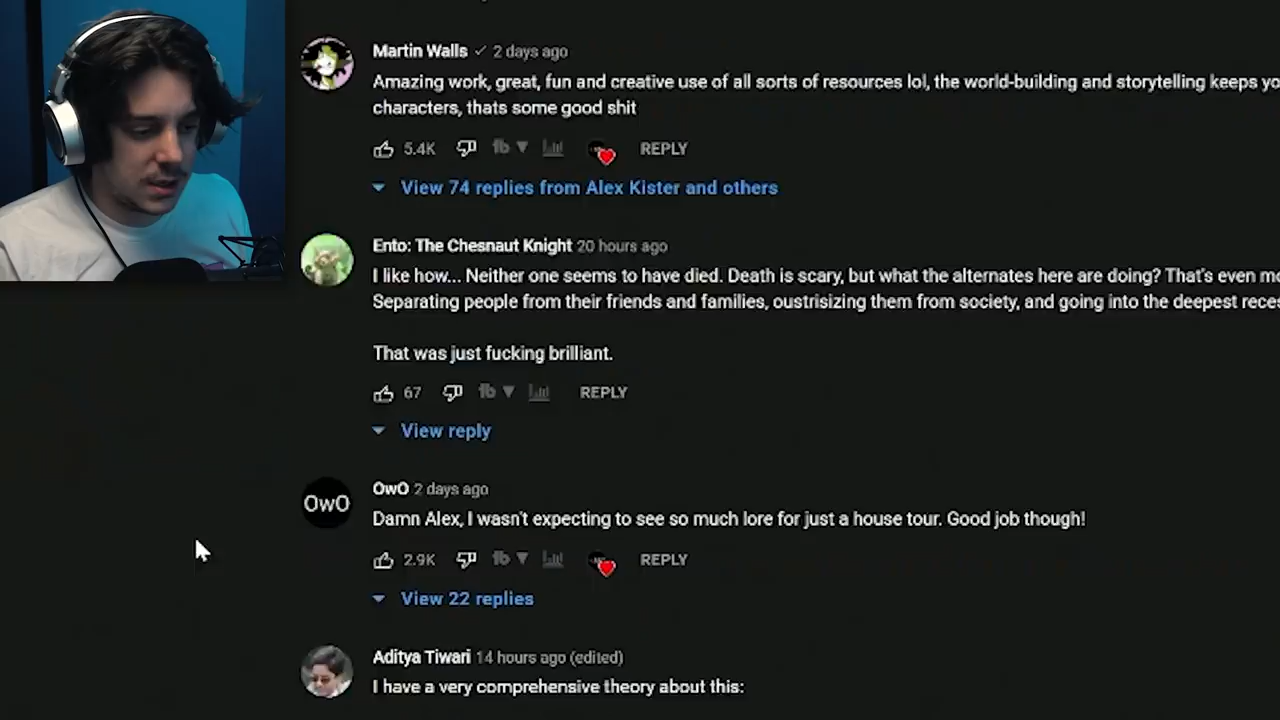 Martin Walls 2 days ago
Amazing work, great, fun and creative use of all sorts of resources lol, the world-building and storytelling keeps yo
characters, thats some good shit
5.4K REPLY
View 74 replies from Alex Kister and others
Ento: The Chesnaut Knight 20 hours ago
I like how... Neither one seems to have died. Death is scary, but what the alternates here are doing? That's even mo
Separating people from their friends and families, oustrisizing them from society, and going into the deepest reces
That was just fucking brilliant.
67 REPLY
View reply
OwO
OwO 2 days ago
Damn Alex, I wasn't expecting to see so much lore for just a house tour. Good job though!
2.9K REPLY
View 22 replies
Aditya Tiwari 14 hours ago (edited)
I have a very comprehensive theory about this: